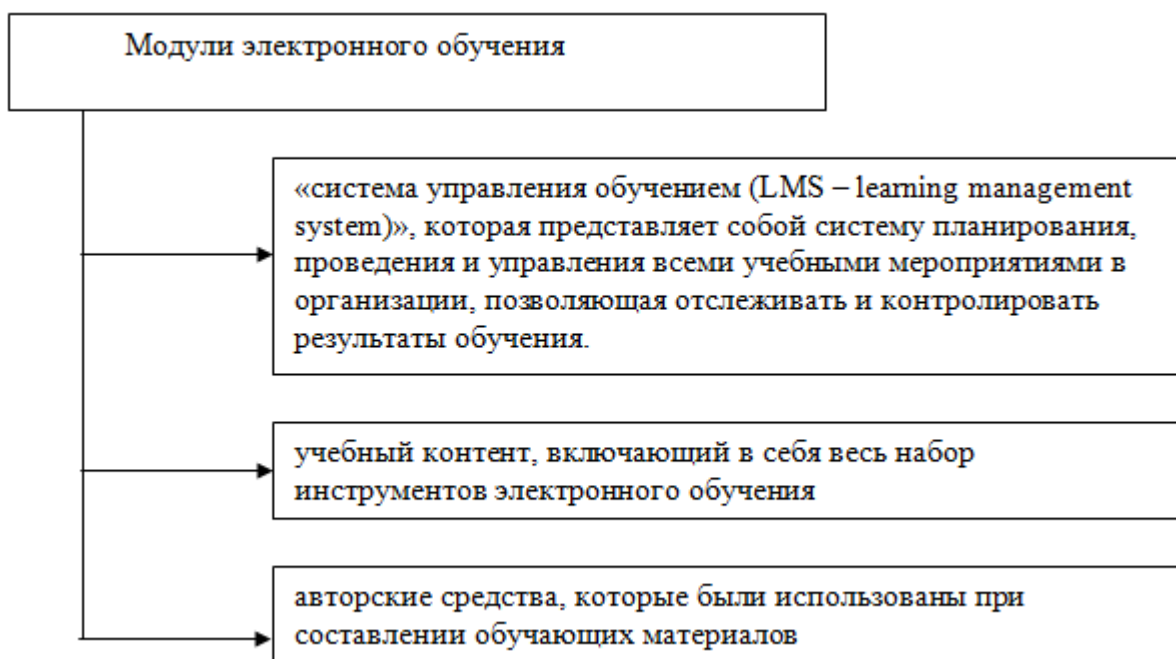 Модули электронного обучения
«система управления обучением (LMS – learning management
system)», которая представляет собой систему планирования,
проведения и управления всеми учебными мероприятиями в
организации, позволяющая отслеживать и контролировать
результаты обучения.
учебный контент, включающий в себя весь набор
инструментов электронного обучения
авторские средства, которые были использованы при
составлении обучающих материалов